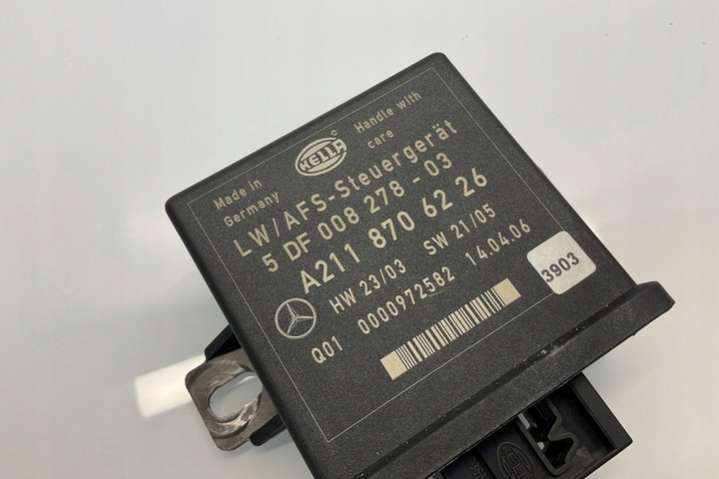 Made in
Germany
HELLA
Handle with
care
LW/AFS-Steuergerät
5 DF 008 278 - 03
A211 870 62 26
HW 23/03 SW 21/05
Q01 0000972582 14.04.06
3903